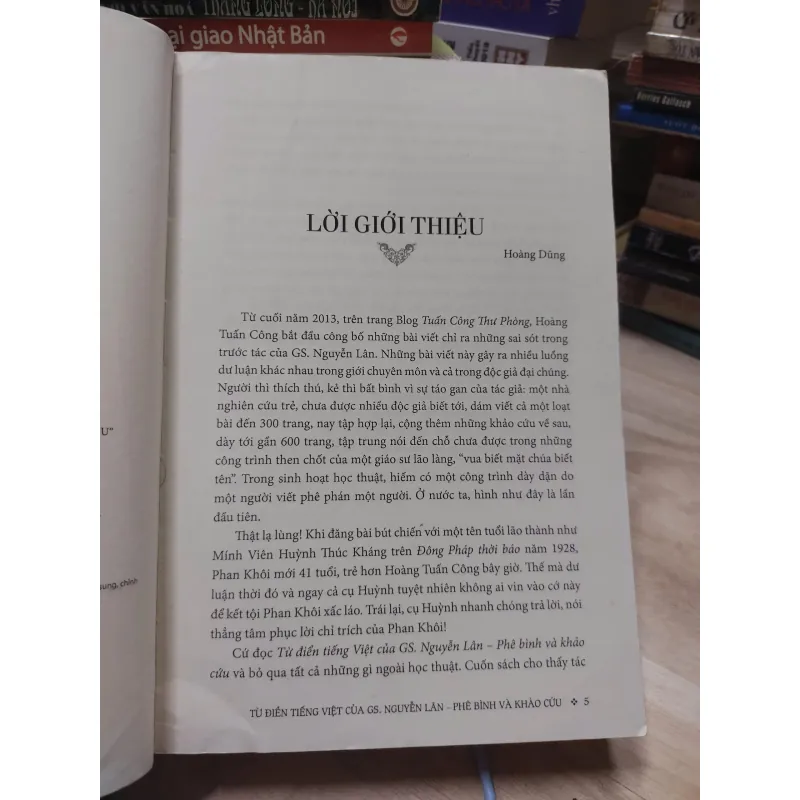 THĂNG LONG - HÀ NỘI
ại giao Nhật Bản
LỜI GIỚI THIỆU
Hoàng Dũng
Từ cuối năm 2013, trên trang Blog Tuấn Công Thư Phòng, Hoàng
Tuấn Công bắt đầu công bố những bài viết chỉ ra những sai sót trong
trước tác của GS. Nguyễn Lân. Những bài viết này gây ra nhiều luồng
dư luận khác nhau trong giới chuyên môn và cả trong độc giả đại chúng.
Người thì thích thú, kẻ thì bất bình vì sự táo gan của tác giả: một nhà
nghiên cứu trẻ, chưa được nhiều độc giả biết tới, dám viết cả một loạt
bài đến 300 trang, nay tập hợp lại, cộng thêm những khảo cứu về sau,
dày tới gần 600 trang, tập trung nói đến chỗ chưa được trong những
công trình then chốt của một giáo sư lão làng, “vua biết mặt chúa biết
tên”. Trong sinh hoạt học thuật, hiếm có một công trình dày dặn do
một người viết phê phán một người. Ở nước ta, hình như đây là lần
đầu tiên.
Thật lạ lùng! Khi đăng bài bút chiến với một tên tuổi lão thành như
Minh Viên Huỳnh Thúc Kháng trên Đông Pháp thời báo năm 1928,
Phan Khôi mới 41 tuổi, trẻ hơn Hoàng Tuấn Công bây giờ. Thế mà dư
luận thời đó và ngay cả cụ Huỳnh tuyệt nhiên không ai vin vào cớ này
để kết tội Phan Khôi xấc láo. Trái lại, cụ Huỳnh nhanh chóng trả lời, nói
thẳng tâm phục lời chỉ trích của Phan Khôi!
Cứ đọc Từ điển tiếng Việt của GS. Nguyễn Lân – Phê bình và khảo
cứu và bỏ qua tất cả những gì ngoài học thuật. Cuốn sách cho thấy tác
TỪ ĐIỂN TIẾNG VIỆT CỦA GS. NGUYỄN LÂN – PHÊ BÌNH VÀ KHẢO CỨU ❖ 5
U”
sung, chỉnh